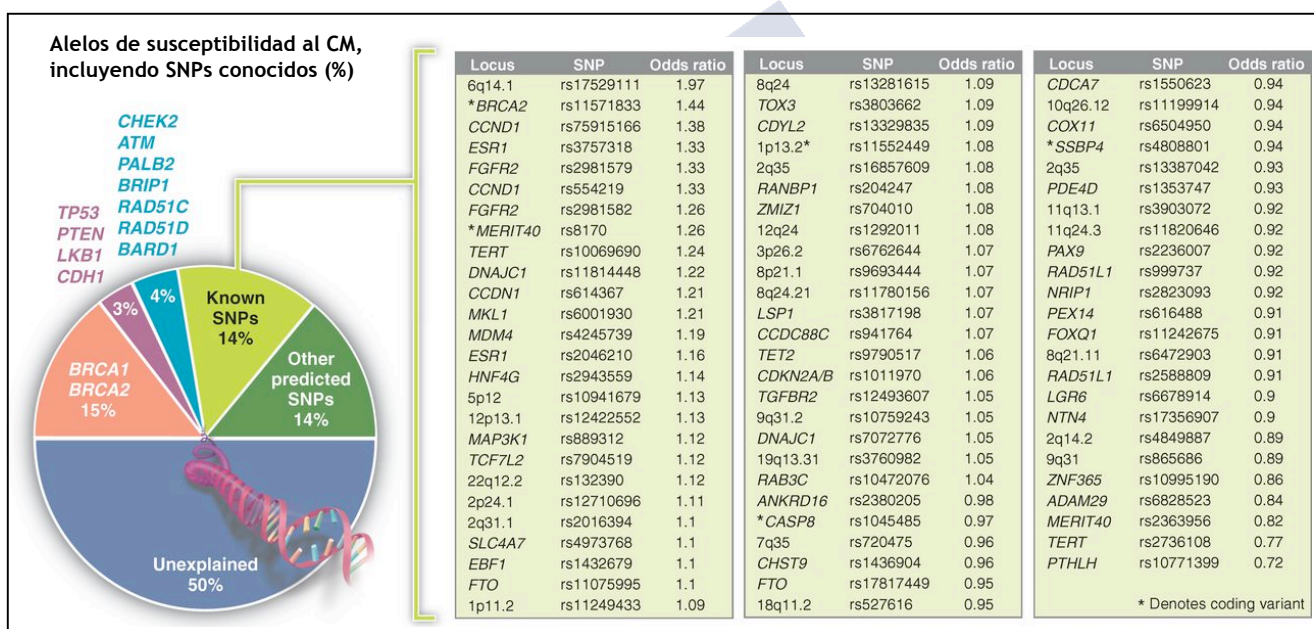 Alelos de susceptibilidad al CM,
incluyendo SNPs conocidos (%)
CHEK2
ATM
PALB2
BRIP1
RAD51C
RAD51D
BARD1
TP53
PTEN
LKB1
CDH1
3%
4%
Known
SNPs
14%
Other
predicted
SNPs
14%
BRCA1
BRCA2
15%
Unexplained
50%
Locus SNP Odds ratio
6q14.1 rs17529111 1.97
*BRCA2 rs11571833 1.44
CCND1 rs75915166 1.38
ESR1 rs3757318 1.33
FGFR2 rs2981579 1.33
CCND1 rs554219 1.33
FGFR2 rs2981582 1.26
*MERIT40 rs8170 1.26
TERT rs10069690 1.24
DNAJC1 rs11814448 1.22
CCDN1 rs614367 1.21
MKL1 rs6001930 1.21
MDM4 rs4245739 1.19
ESR1 rs2046210 1.16
HNF4G rs2943559 1.14
5p12 rs10941679 1.13
12p13.1 rs12422552 1.13
MAP3K1 rs889312 1.12
TCF7L2 rs7904519 1.12
22q12.2 rs132390 1.12
2p24.1 rs12710696 1.11
2q31.1 rs2016394 1.1
SLC4A7 rs4973768 1.1
EBF1 rs1432679 1.1
FTO rs11075995 1.1
1p11.2 rs11249433 1.09
Locus SNP Odds ratio
8q24 rs13281615 1.09
TOX3 rs3803662 1.09
CDYL2 rs13329835 1.09
1p13.2* rs11552449 1.08
2q35 rs16857609 1.08
RANBP1 rs204247 1.08
ZMIZ1 rs704010 1.08
12q24 rs1292011 1.08
3p26.2 rs6762644 1.07
8p21.1 rs9693444 1.07
8q24.21 rs11780156 1.07
LSP1 rs3817198 1.07
CCDC88C rs941764 1.07
TET2 rs9790517 1.06
CDKN2A/B rs1011970 1.06
TGFBR2 rs12493607 1.05
9q31.2 rs10759243 1.05
DNAJC1 rs7072776 1.05
19q13.31 rs3760982 1.05
RAB3C rs10472076 1.04
ANKRD16 rs2380205 0.98
*CASP8 rs1045485 0.97
7q35 rs720475 0.96
CHST9 rs1436904 0.96
FTO rs17817449 0.95
18q11.2 rs527616 0.95
Locus SNP Odds ratio
CDCA7 rs1550623 0.94
10q26.12 rs11199914 0.94
COX11 rs6504950 0.94
*SSBP4 rs4808801 0.94
2q35 rs13387042 0.93
PDE4D rs1353747 0.93
11q13.1 rs3903072 0.92
11q24.3 rs11820646 0.92
PAX9 rs2236007 0.92
RAD51L1 rs999737 0.92
NRIP1 rs2823093 0.92
PEX14 rs616488 0.91
FOXQ1 rs11242675 0.91
8q21.11 rs6472903 0.91
RAD51L1 rs2588809 0.91
LGR6 rs6678914 0.9
NTN4 rs17356907 0.9
2q14.2 rs4849887 0.89
9q31 rs865686 0.89
ZNF365 rs10995190 0.86
ADAM29 rs6828523 0.84
MERIT40 rs2363956 0.82
TERT rs2736108 0.77
PTHLH rs10771399 0.72
* Denotes coding variant